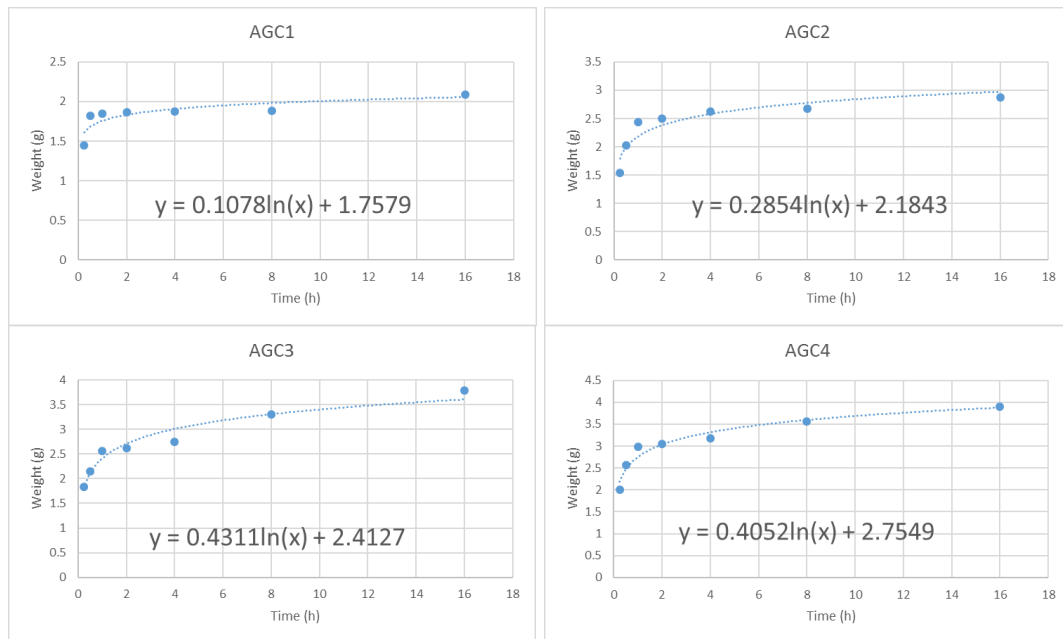 AGC1
2.5
2
1.5
1
0.5
0
Weight (g)
y = 0.1078ln(x) + 1.7579
0 2 4 6 8 10 12 14 16 18
Time (h)
AGC2
3.5
3
2.5
2
1.5
1
0.5
0
Weight (g)
y = 0.2854ln(x) + 2.1843
0 2 4 6 8 10 12 14 16 18
Time (h)
AGC3
4
3.5
3
2.5
2
1.5
1
0.5
0
Weight (g)
y = 0.4311ln(x) + 2.4127
0 2 4 6 8 10 12 14 16 18
Time (h)
AGC4
4.5
4
3.5
3
2.5
2
1.5
1
0.5
0
Weight (g)
y = 0.4052ln(x) + 2.7549
0 2 4 6 8 10 12 14 16 18
Time (h)